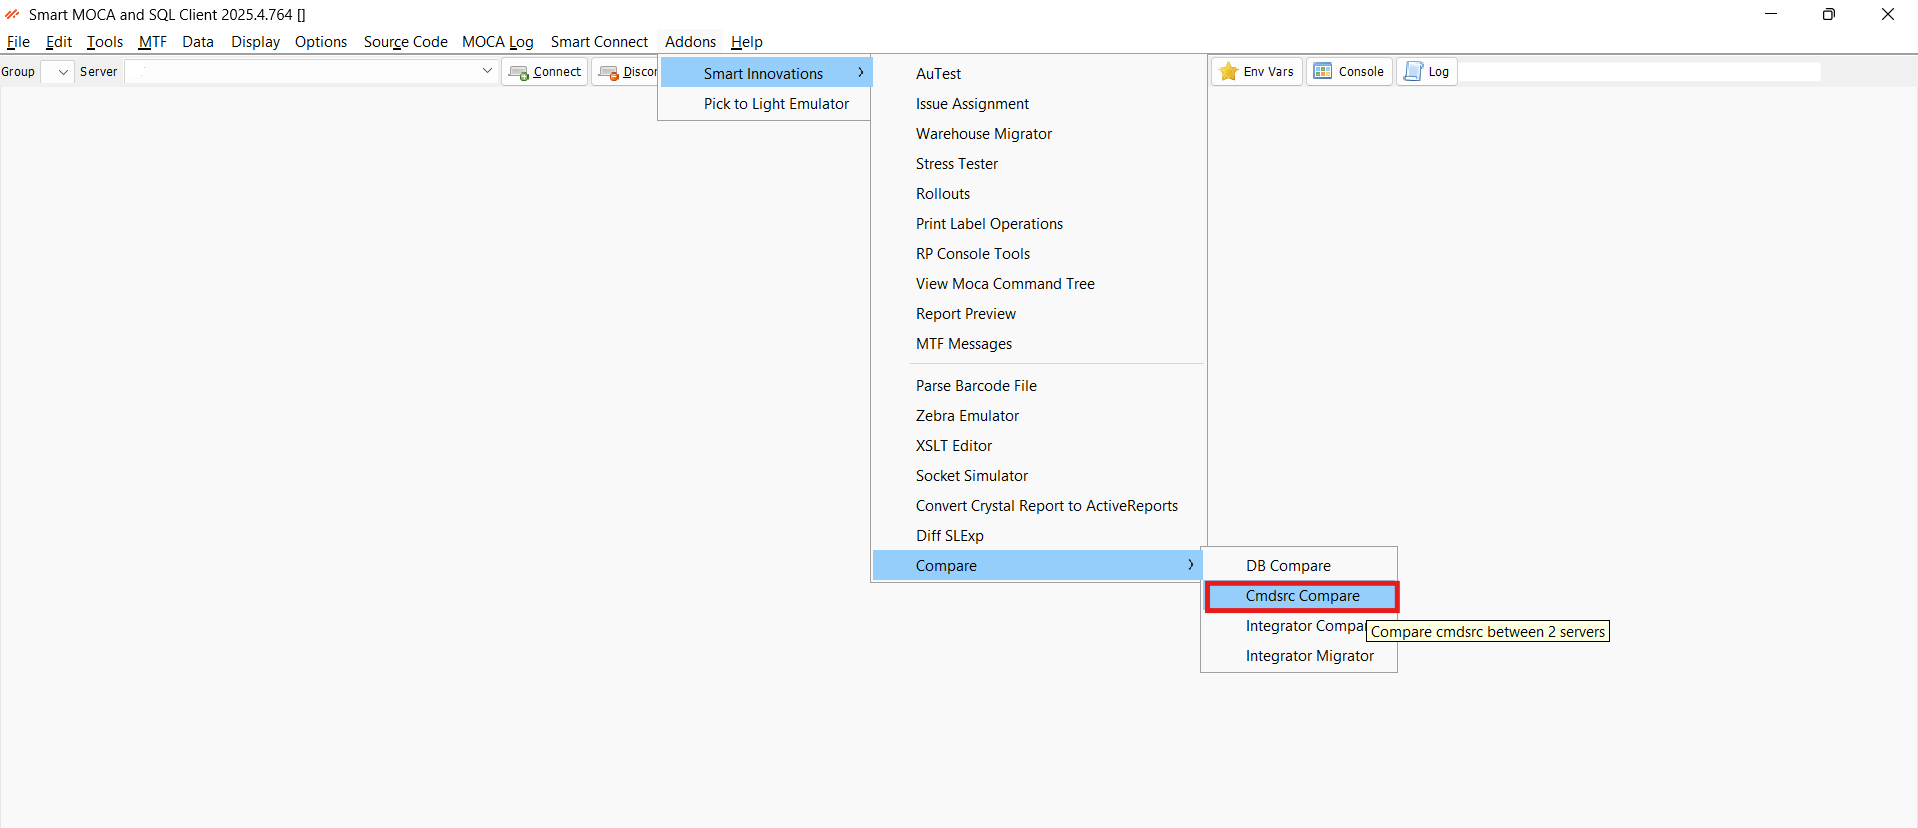 Smart MOCA and SQL Client 2025.4.764 []
File Edit Tools MTF Data Display Options Source Code MOCA Log Smart Connect Addons Help
Group Server Connect Env Vars Console Log
Smart Innovations
Pick to Light Emulator
AuTest
Issue Assignment
Warehouse Migrator
Stress Tester
Rollouts
Print Label Operations
RP Console Tools
View Moca Command Tree
Report Preview
MTF Messages
Parse Barcode File
Zebra Emulator
XSLT Editor
Socket Simulator
Convert Crystal Report to ActiveReports
Diff SLExp
Compare
DB Compare
Cmdsrc Compare
Integrator
Compare cmdsrc between 2 servers
Integrator Migrator